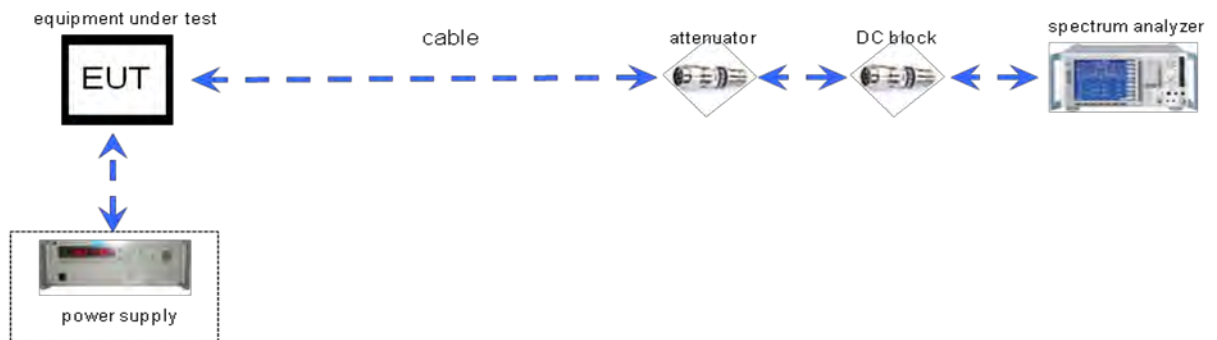 equipment under test
EUT
cable
attenuator
DC block
spectrum analyzer
power supply